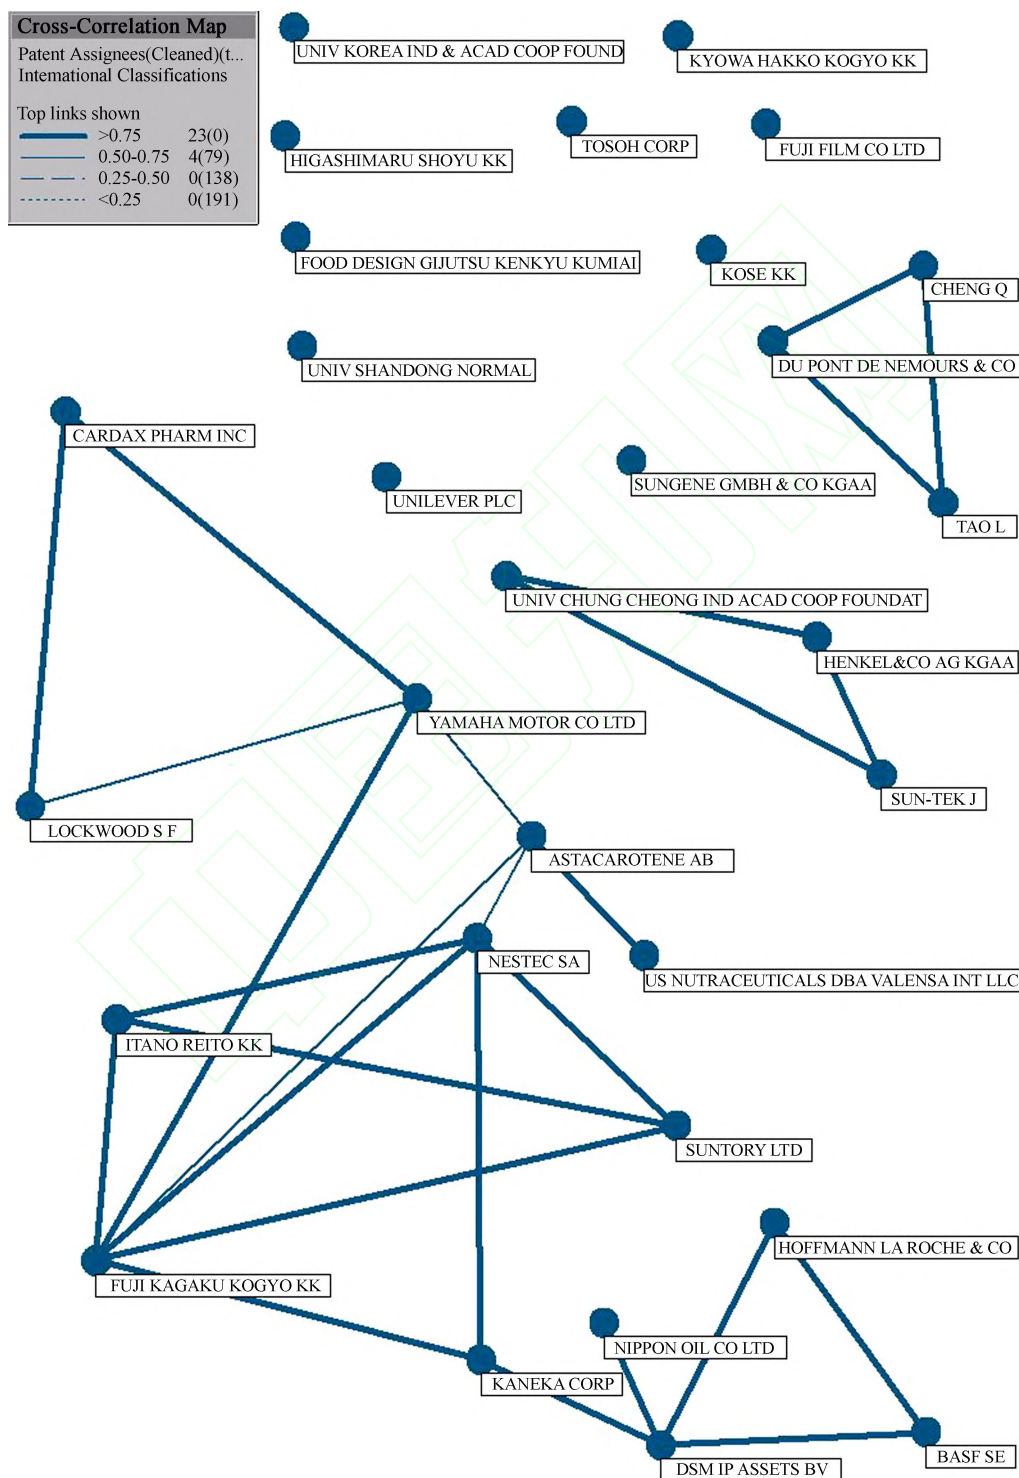 Cross-Correlation Map
Patent Assignees(Cleaned)(t...
International Classifications
Top links shown
>0.75 23(0)
0.50-0.75 4(79)
0.25-0.50 0(138)
<0.25 0(191)
UNIV KOREA IND & ACAD COOP FOUND
KYOWA HAKKO KOGYO KK
HIGASHIMARU SHOYU KK
TOSOH CORP
FUJI FILM CO LTD
FOOD DESIGN GIJUTSU KENKYU KUMIAI
KOSE KK
CHENG Q
UNIV SHANDONG NORMAL
DU PONT DE NEMOURS & CO
CARDAX PHARM INC
UNILEVER PLC
SUNGENE GMBH & CO KGAA
TAO L
UNIV CHUNG CHEONG IND ACAD COOP FOUNDAT
HENKEL&CO AG KGAA
YAMAHA MOTOR CO LTD
SUN-TEK J
LOCKWOOD S F
ASTACAROTENE AB
NESTEC SA
US NUTRACEUTICALS DBA VALENSA INT LLC
ITANO REITO KK
SUNTORY LTD
HOFFMANN LA ROCHE & CO
FUJI KAGAKU KOGYO KK
NIPPON OIL CO LTD
KANEKA CORP
BASF SE
DSM IP ASSETS BV